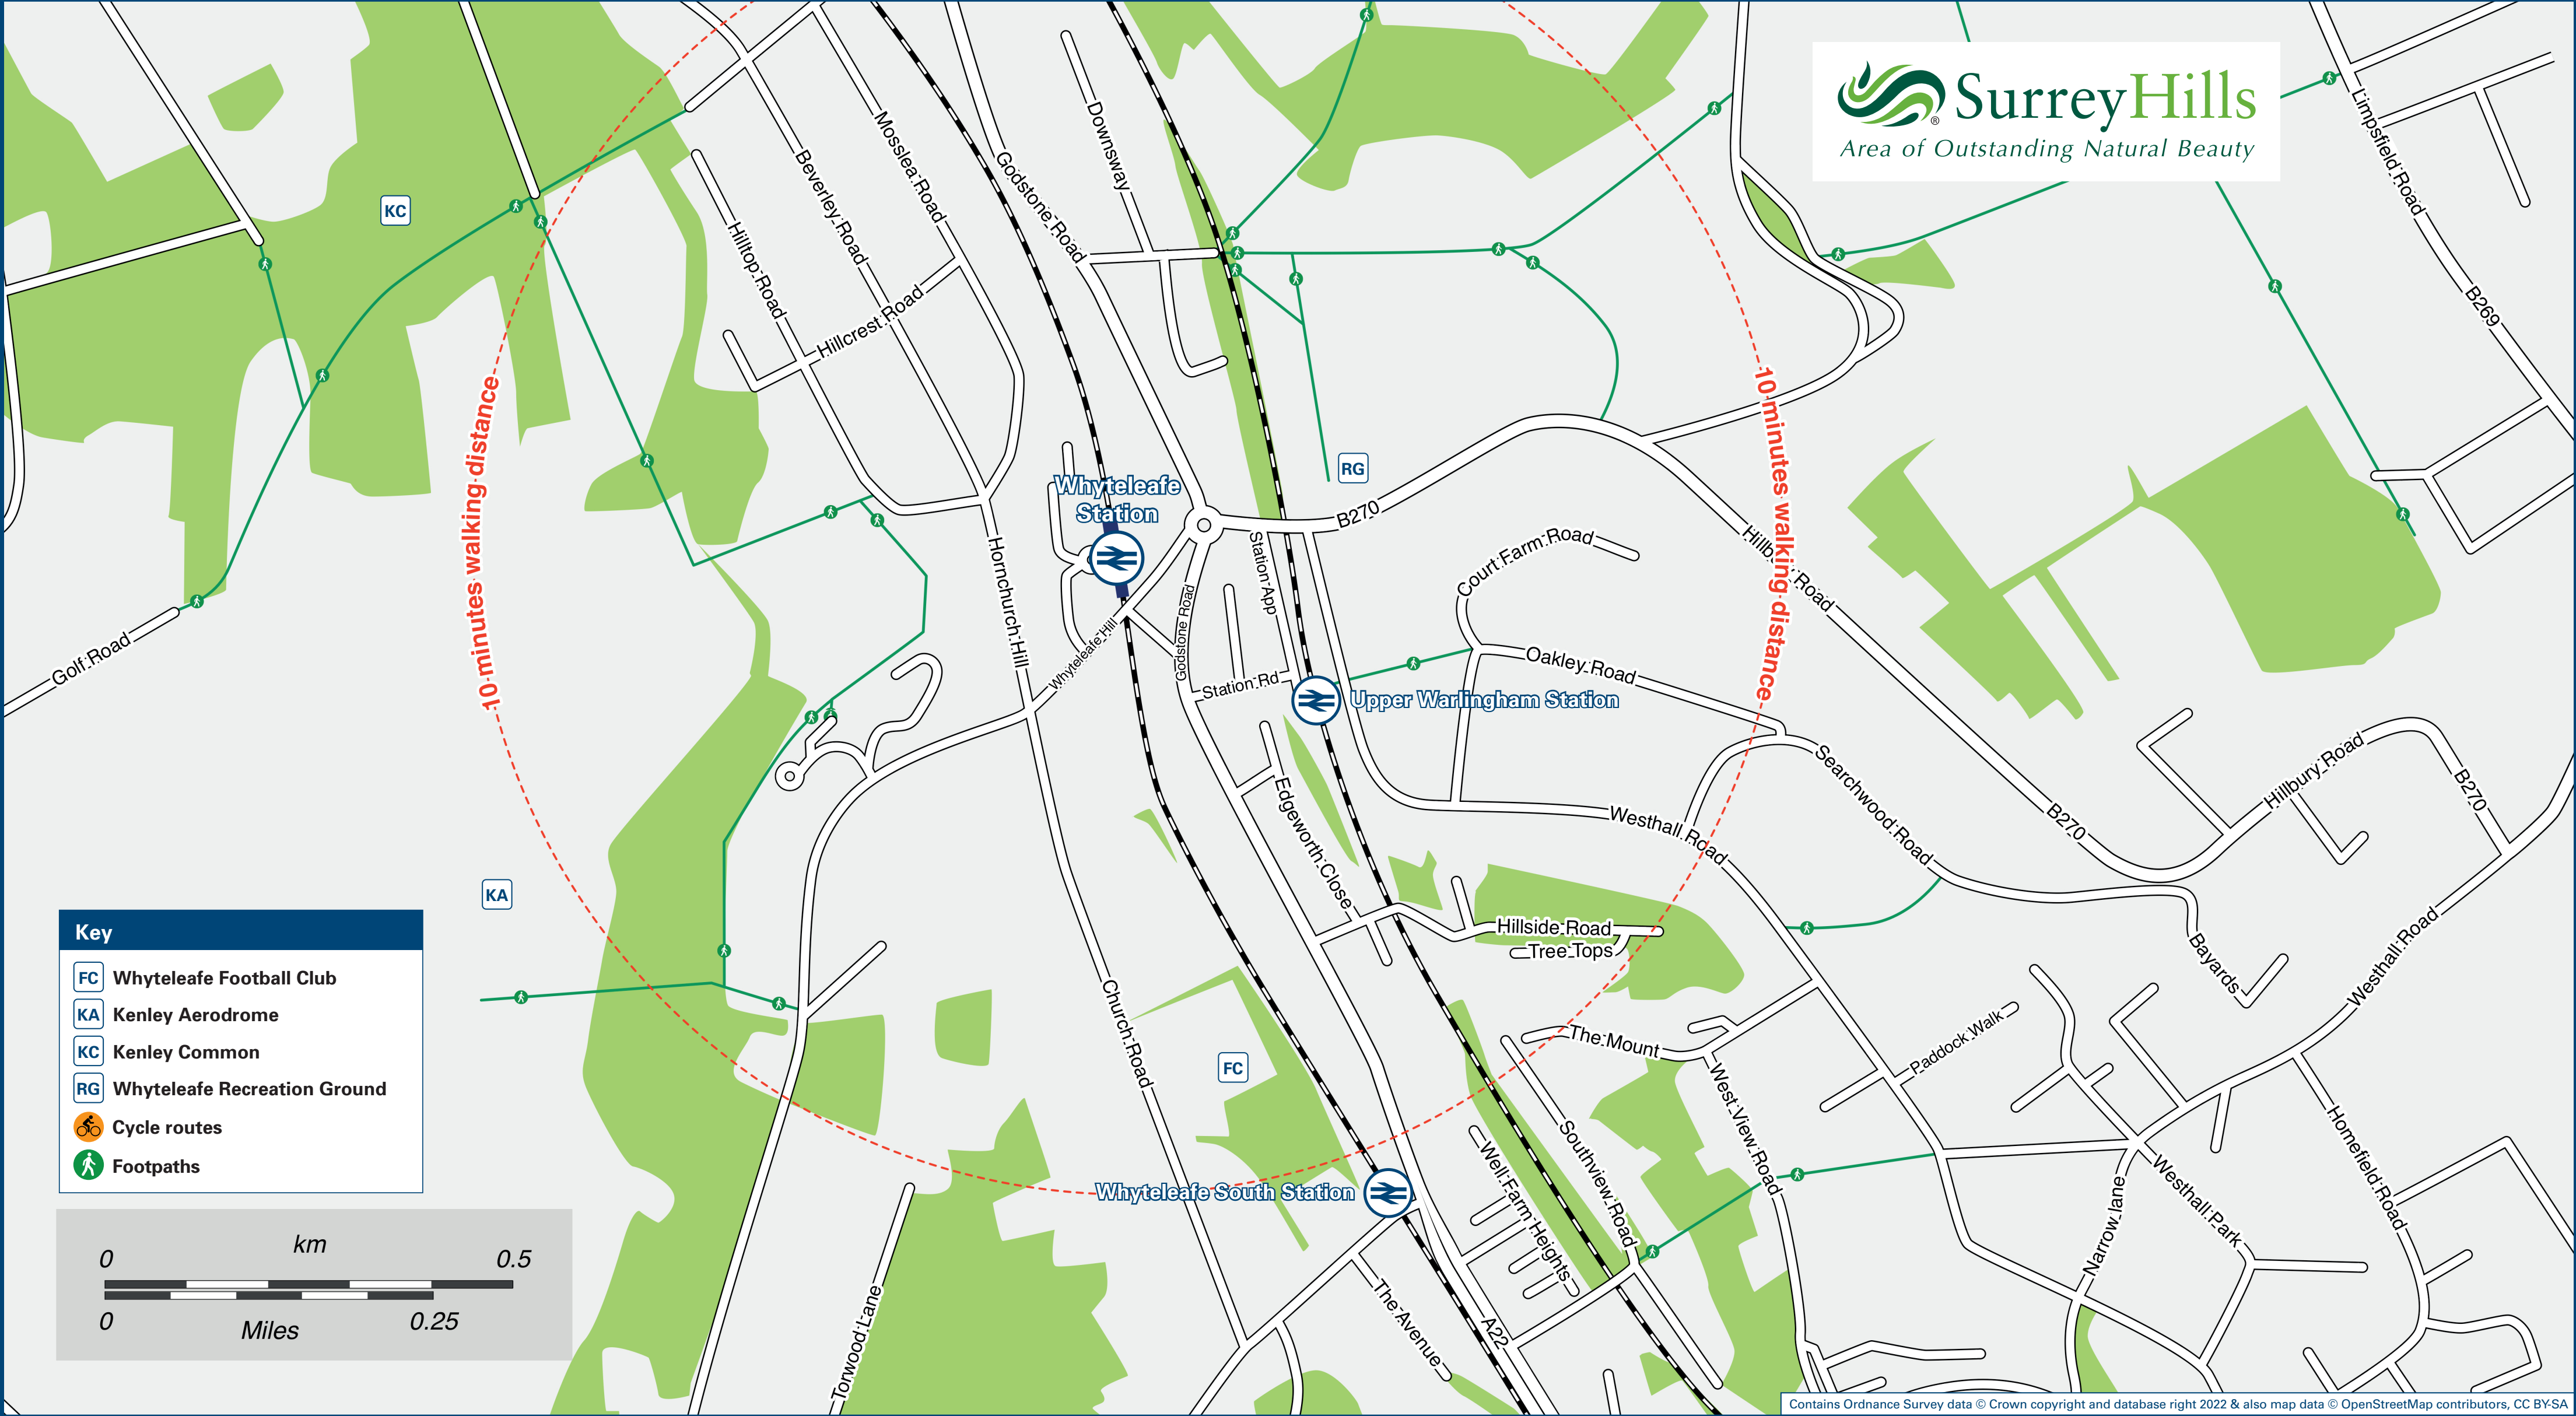 SurreyHills
®
Area of Outstanding Natural Beauty
Limpsfield Road
B269
Downsway
Mosslea Road
Godstone Road
Beverley Road
Hilltop Road
Hillcrest Road
KC
10 minutes walking distance
10 minutes walking distance
RG
Whyteleafe
Station
B270
Station App
Court Farm Road
Hillbury Road
Hornchurch Hill
Godstone Road
Whyteleafe Hill
Golf Road
Station Rd
Oakley Road
Upper Warlingham Station
Searchwood Road
Hillbury Road
B270
B270
Westhall Road
Edgeworth Close
KA
Hillside Road
Tree Tops
Bayards
Westhall Road
Church Road
The Mount
Paddock Walk
FC
West View Road
Southview Road
Well Farm Heights
Homefield Road
Westhall Park
Narrow lane
Whyteleafe South Station
The Avenue
A22
Torwood Lane
Key
FC Whyteleafe Football Club
KA Kenley Aerodrome
KC Kenley Common
RG Whyteleafe Recreation Ground
Cycle routes
Footpaths
km
0 0.5
0 0.25
Miles
Contains Ordnance Survey data © Crown copyright and database right 2022 & also map data © OpenStreetMap contributors, CC BY-SA